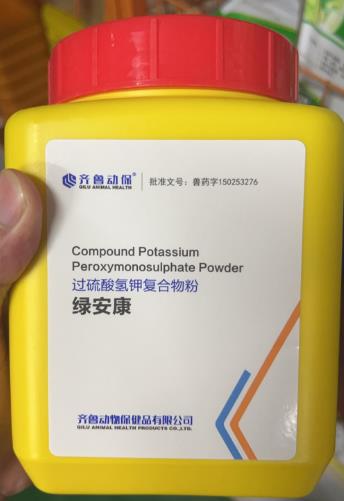 齐鲁动保®
QILU ANIMAL HEALTH
批准文号：兽药字150253276
Compound Potassium
Peroxymonosulphate Powder
过硫酸氢钾复合物粉
绿安康
齐鲁动物保健品有限公司
QILU ANIMAL HEALTH PRODUCTS CO.,LTD.